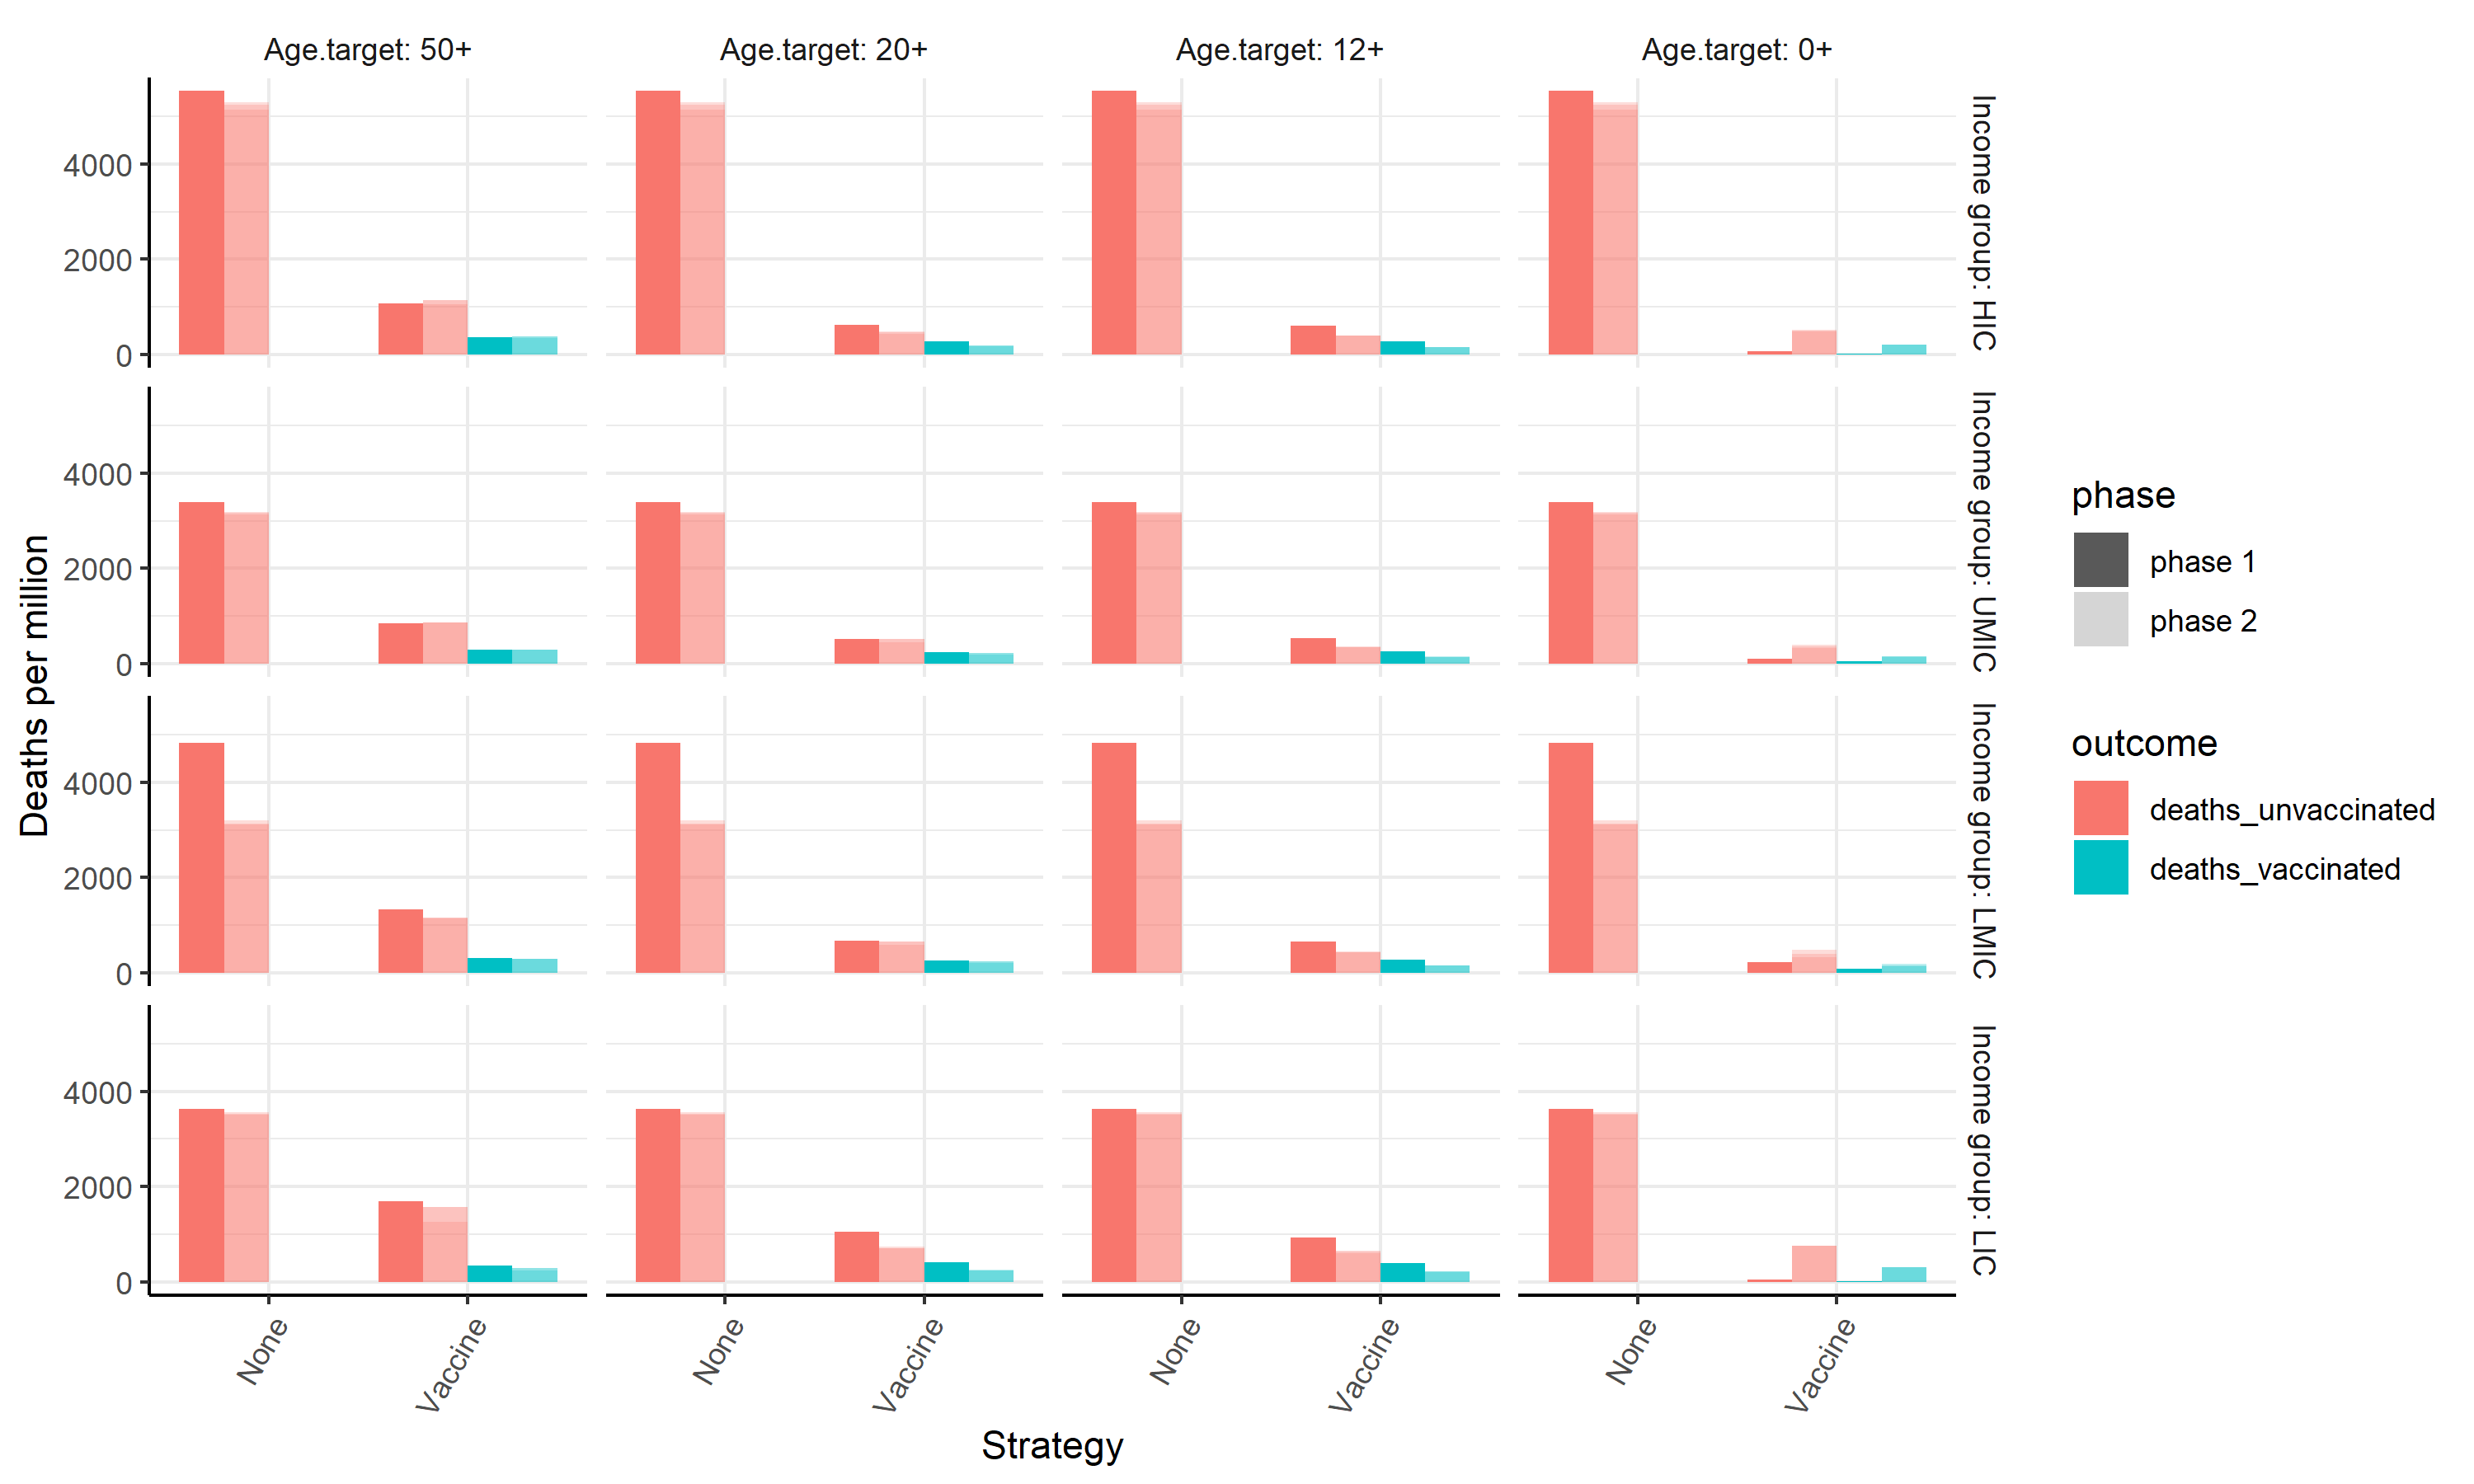 Age.target: 50+
Age.target: 20+
Age.target: 12+
Age.target: 0+
Deaths per million
4000
2000
0
Income group: HIC
4000
2000
0
Income group: UMIC
4000
2000
0
Income group: LMIC
4000
2000
0
Income group: LIC
None
Vaccine
None
Vaccine
None
Vaccine
None
Vaccine
Strategy
phase
phase 1
phase 2
outcome
deaths_unvaccinated
deaths_vaccinated